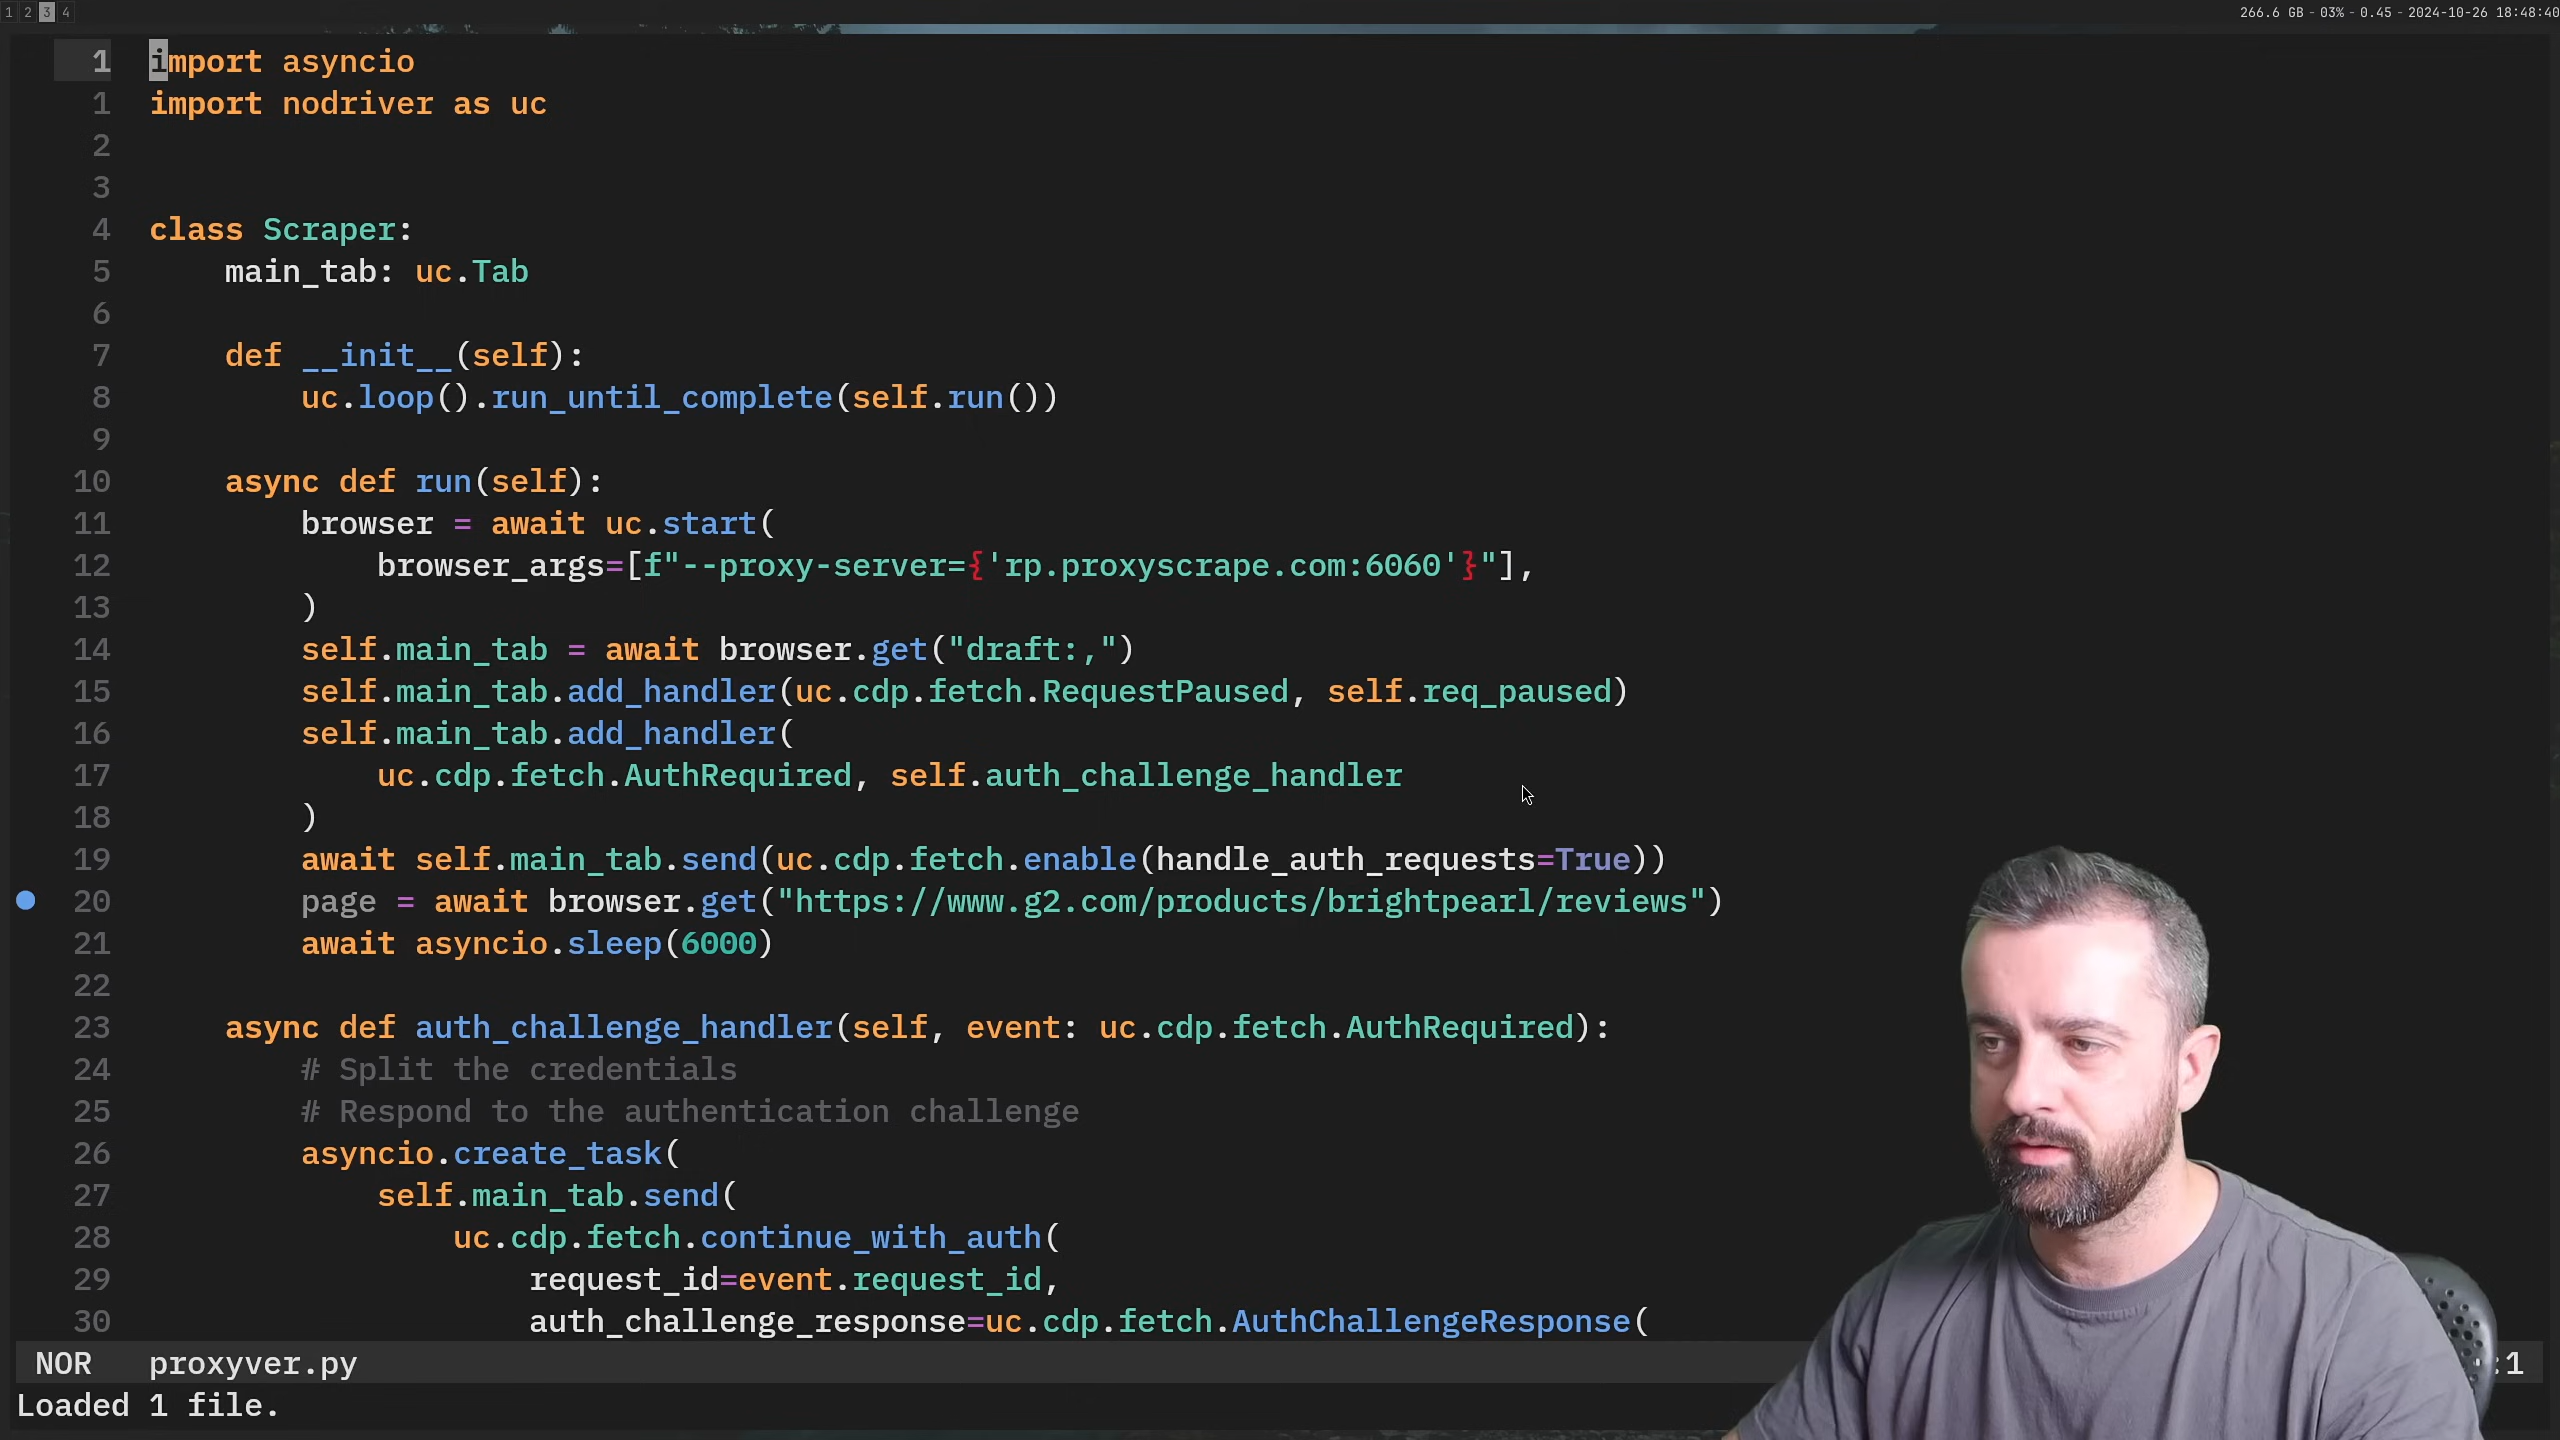 1 2 3 4
266.6 GB - 03% - 0.45 - 2024-10-26 18:48:40
1 import asyncio
1 import nodriver as uc
2
3
4 class Scraper:
5     main_tab: uc.Tab
6
7     def __init__(self):
8         uc.loop().run_until_complete(self.run())
9
10     async def run(self):
11         browser = await uc.start(
12             browser_args=[f"--proxy-server={'rp.proxyscrape.com:6060'}"],
13         )
14         self.main_tab = await browser.get("draft:,")
15         self.main_tab.add_handler(uc.cdp.fetch.RequestPaused, self.req_paused)
16         self.main_tab.add_handler(
17             uc.cdp.fetch.AuthRequired, self.auth_challenge_handler
18         )
19         await self.main_tab.send(uc.cdp.fetch.enable(handle_auth_requests=True))
20         page = await browser.get("https://www.g2.com/products/brightpearl/reviews")
21         await asyncio.sleep(6000)
22
23     async def auth_challenge_handler(self, event: uc.cdp.fetch.AuthRequired):
24         # Split the credentials
25         # Respond to the authentication challenge
26         asyncio.create_task(
27             self.main_tab.send(
28                 uc.cdp.fetch.continue_with_auth(
29                     request_id=event.request_id,
30                     auth_challenge_response=uc.cdp.fetch.AuthChallengeResponse(
NOR proxyver.py :1
Loaded 1 file.